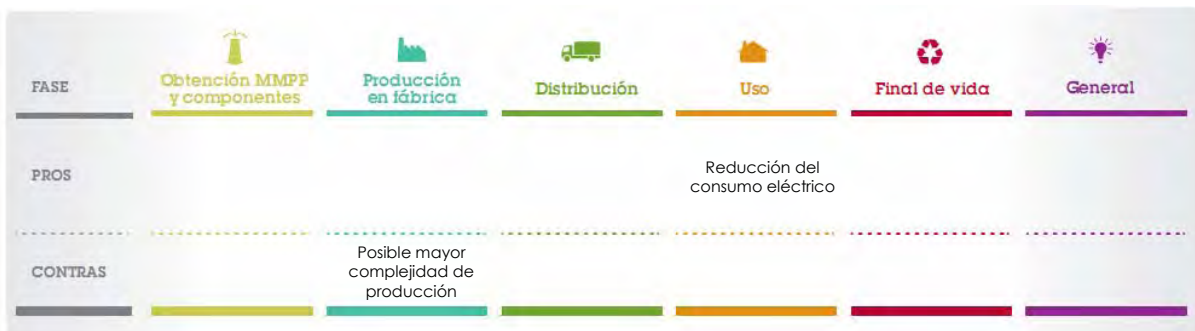 FASE
Obtención MMPP
y componentes
Producción
en fábrica
Distribución
Uso
Final de vida
General
PROS
Reducción del
consumo eléctrico
CONTRAS
Posible mayor
complejidad de
producción